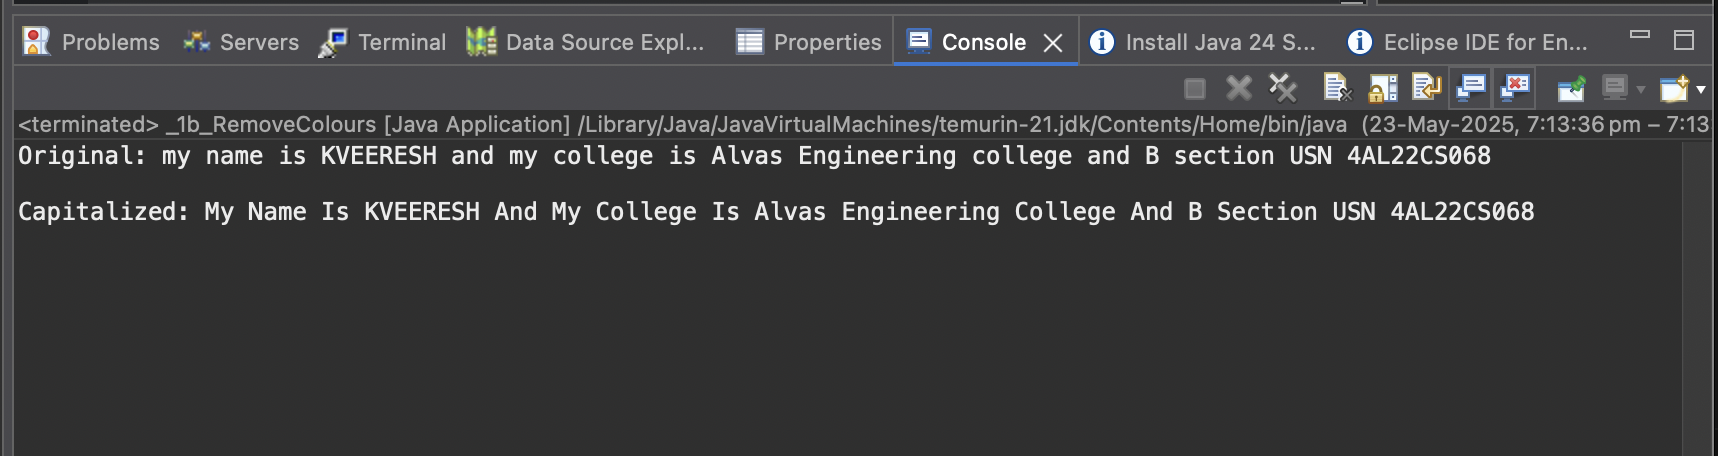 Problems Servers Terminal Data Source Expl... Properties Console Install Java 24 S... Eclipse IDE for En...
<terminated> _1b_RemoveColours [Java Application] /Library/Java/JavaVirtualMachines/temurin-21.jdk/Contents/Home/bin/java (23-May-2025, 7:13:36 pm – 7:13
Original: my name is KVEERESH and my college is Alvas Engineering college and B section USN 4AL22CS068
Capitalized: My Name Is KVEERESH And My College Is Alvas Engineering College And B Section USN 4AL22CS068